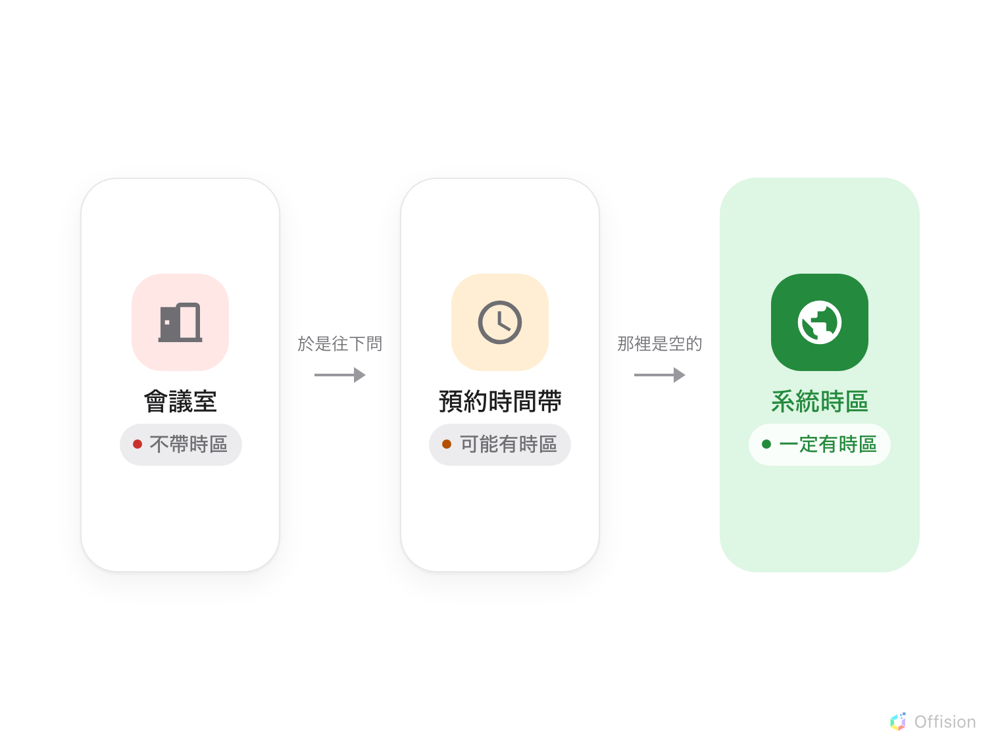 會議室
不帶時區
於是往下問
預約時間帶
可能有時區
那裡是空的
系統時區
一定有時區
Offision